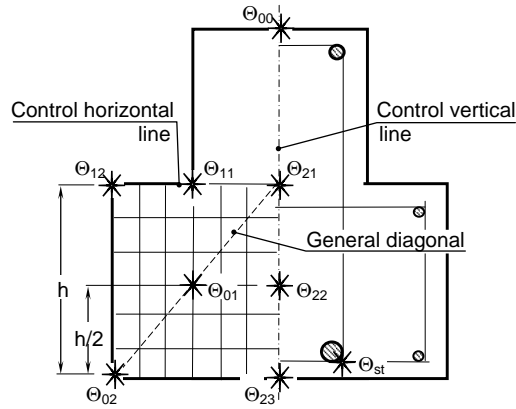 Θ00
Control horizontal
line
Control vertical
line
Θ12
Θ11
Θ21
General diagonal
h
Θ01
Θ22
h/2
Θst
Θ02
Θ23